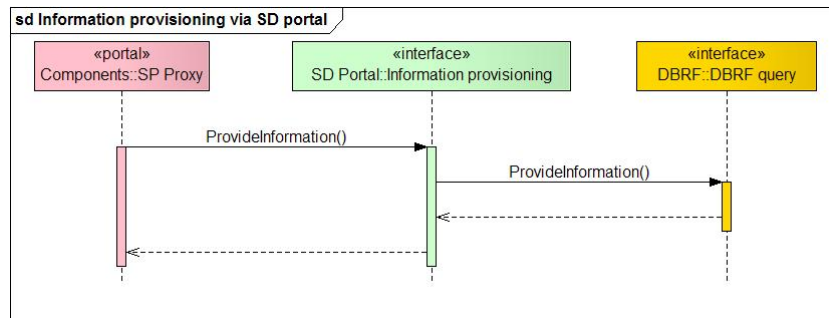 sd Information provisioning via SD portal
«portal»
Components::SP Proxy
«interface»
SD Portal::Information provisioning
«interface»
DBRF::DBRF query
ProvideInformation()
ProvideInformation()